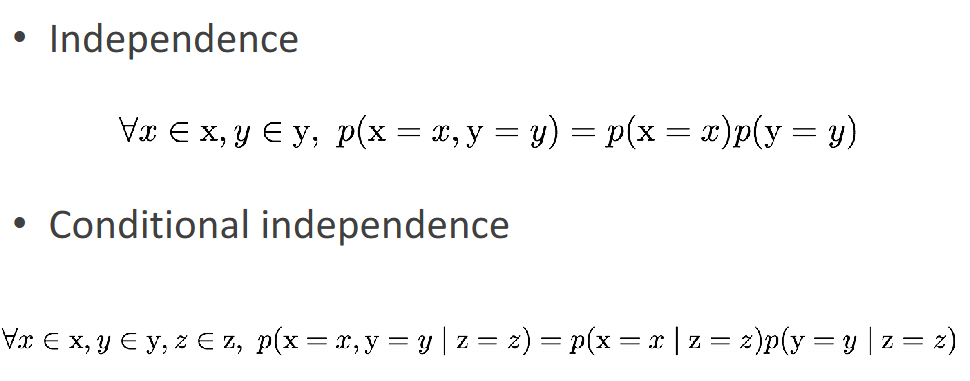 • Independence
∀x ∈ x, y ∈ y, p(x = x, y = y) = p(x = x)p(y = y)
• Conditional independence
∀x ∈ x, y ∈ y, z ∈ z, p(x = x, y = y | z = z) = p(x = x | z = z)p(y = y | z = z)